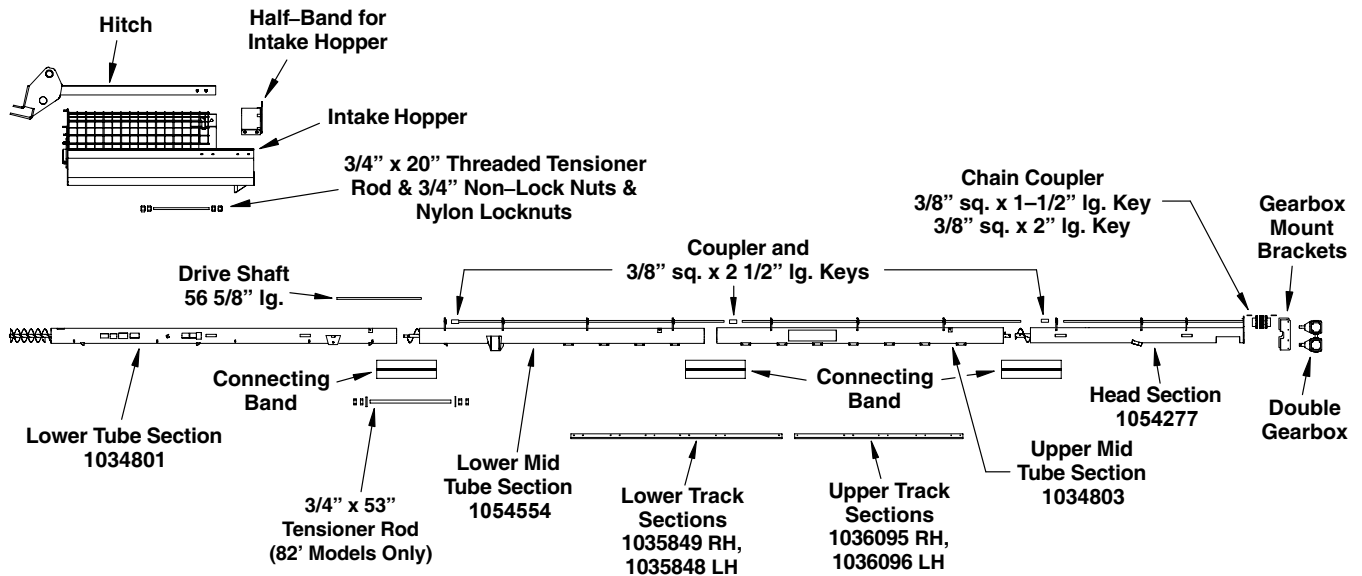 Hitch
Half–Band for
Intake Hopper
Intake Hopper
3/4” x 20” Threaded Tensioner
Rod & 3/4” Non–Lock Nuts &
Nylon Locknuts
Chain Coupler
3/8” sq. x 1–1/2” lg. Key
3/8” sq. x 2” lg. Key
Gearbox
Mount
Brackets
Coupler and
3/8” sq. x 2 1/2” lg. Keys
Drive Shaft
56 5/8” lg.
Connecting
Band
Connecting
Band
Head Section
1054277
Double
Gearbox
Lower Tube Section
1034801
3/4” x 53”
Tensioner Rod
(82’ Models Only)
Lower Mid
Tube Section
1054554
Lower Track
Sections
1035849 RH,
1035848 LH
Upper Track
Sections
1036095 RH,
1036096 LH
Upper Mid
Tube Section
1034803